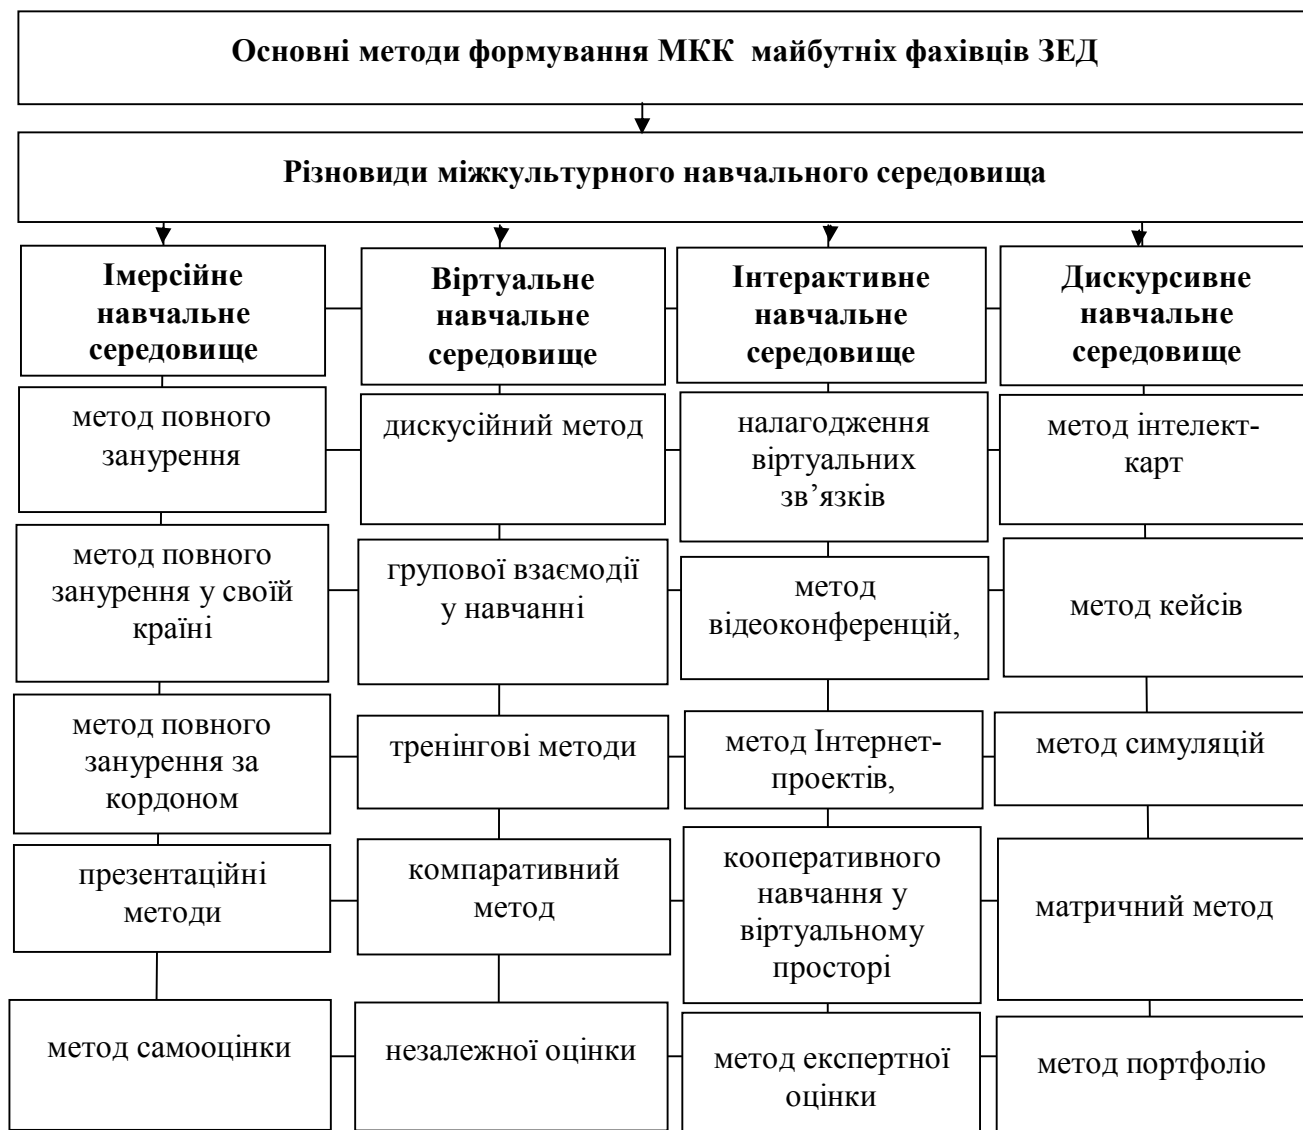 Основні методи формування МКК майбутніх фахівців ЗЕД
Різновиди міжкультурного навчального середовища
Імерсійне
навчальне
середовище
Віртуальне
навчальне
середовище
Інтерактивне
навчальне
середовище
Дискурсивне
навчальне
середовище
метод повного
занурення
дискусійний метод
налагодження
віртуальних
зв’язків
метод інтелект-
карт
метод повного
занурення у своїй
країні
групової взаємодії
у навчанні
метод
відеоконференцій,
метод кейсів
метод повного
занурення за
кордоном
тренінгові методи
метод Інтернет-
проектів,
метод симуляцій
презентаційні
методи
компаративний
метод
кооперативного
навчання у
віртуальному
просторі
матричний метод
метод самооцінки
незалежної оцінки
метод експертної
оцінки
метод портфоліо